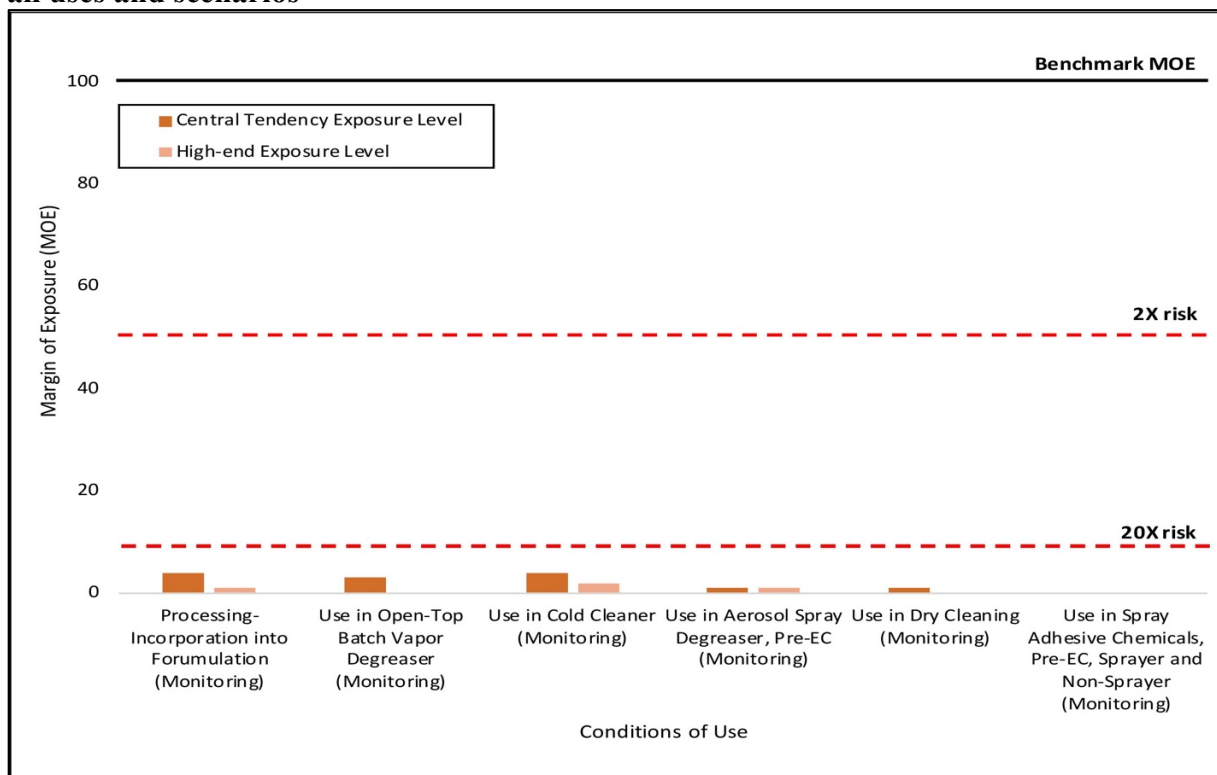 all uses and scenarios
Benchmark MOE
100
Central Tendency Exposure Level
High-end Exposure Level
80
60
2X risk
40
20
20X risk
0
Margin of Exposure (MOE)
Processing-
Incorporation into
Forumulation
(Monitoring)
Use in Open-Top
Batch Vapor
Degreaser
(Monitoring)
Use in Cold Cleaner
(Monitoring)
Use in Aerosol Spray
Degreaser, Pre-EC
(Monitoring)
Use in Dry Cleaning
(Monitoring)
Use in Spray
Adhesive Chemicals,
Pre-EC, Sprayer and
Non-Sprayer
(Monitoring)
Conditions of Use